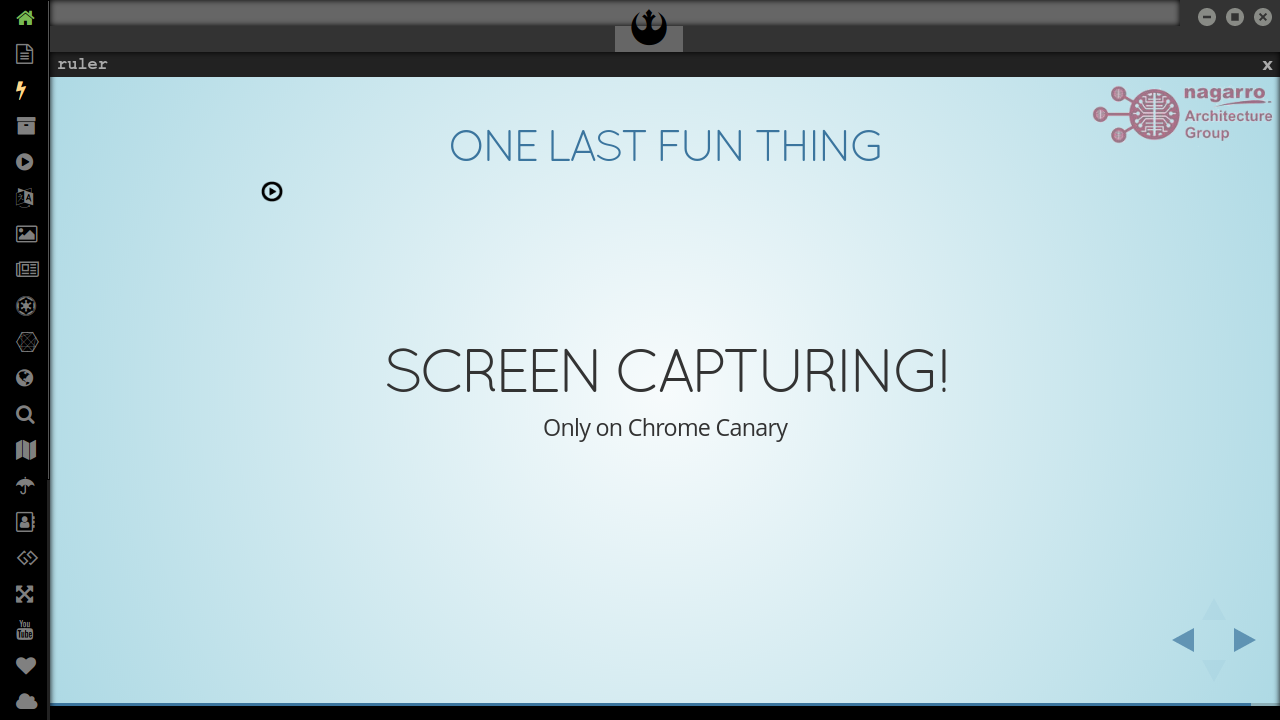 ruler
x
nagarro
Architecture
Group
ONE LAST FUN THING
SCREEN CAPTURING!
Only on Chrome Canary
You
Tube